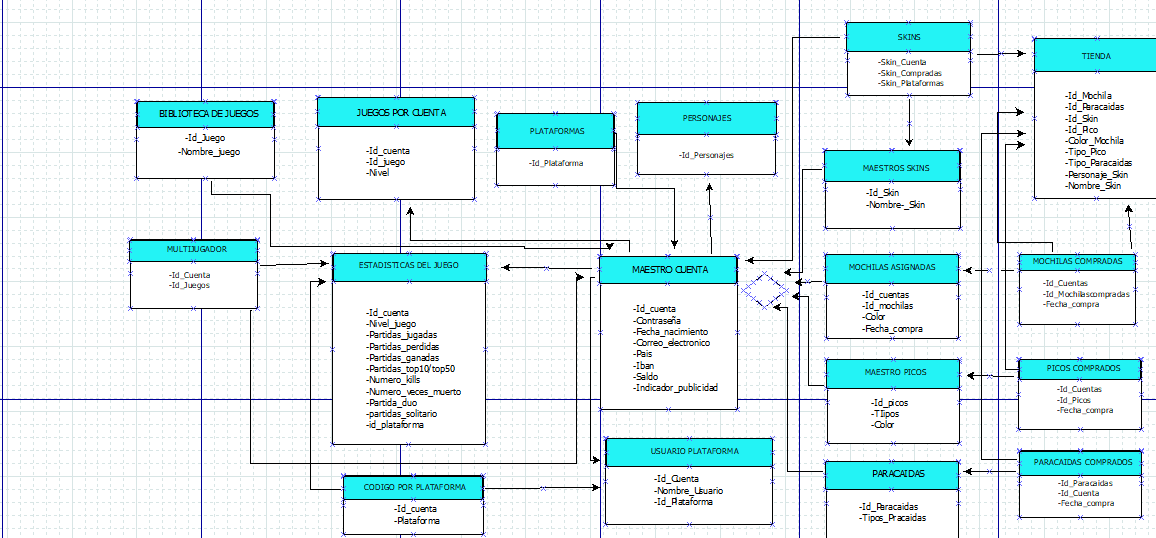 BIBLIOTECA DE JUEGOS
-Id_Juego
-Nombre_juego
JUEGOS POR CUENTA
-Id_cuenta
-Id_juego
-Nivel
PLATAFORMAS
-Id_Plataforma
PERSONAJES
-Id_Personajes
SKINS
-Skin_Cuenta
-Skin_Compradas
-Skin_Plataformas
TIENDA
-Id_Mochila
-Id_Paracaidas
-Id_Skin
-Id_Pico
-Color_Mochila
-Tipo_Pico
-Tipo_Paracaidas
-Personaje_Skin
-Nombre_Skin
MAESTROS SKINS
-Id_Skin
-Nombre-_Skin
MULTIJUGADOR
-Id_Cuenta
-Id_Juegos
ESTADISTICAS DEL JUEGO
-Id_cuenta
-Nivel_juego
-Partidas_jugadas
-Partidas_perdidas
-Partidas_ganadas
-Partidas_top10/top50
-Numero_kills
-Numero_veces_muerto
-Partida_duo
-partidas_solitario
-id_plataforma
MAESTRO CUENTA
-Id_cuenta
-Contraseña
-Fecha_nacimiento
-Correo_electronico
-Pais
-Iban
-Saldo
-Indicador_publicidad
MOCHILAS ASIGNADAS
-Id_cuentas
-Id_mochilas
-Color
-Fecha_compra
MOCHILAS COMPRADAS
-Id_Cuentas
-Id_Mochilascompradas
-Fecha_compra
MAESTRO PICOS
-Id_picos
-TIipos
-Color
PICOS COMPRADOS
-Id_Cuentas
-Id_Picos
-Fecha_compra
USUARIO PLATAFORMA
-Id_Cuenta
-Nombre_Usuario
-Id_Plataforma
CODIGO POR PLATAFORMA
-Id_cuenta
-Plataforma
PARACAIDAS
-Id_Paracaidas
-Tipos_Pracaidas
PARACAIDAS COMPRADOS
-Id_Paracaidas
-Id_Cuenta
-Fecha_compra